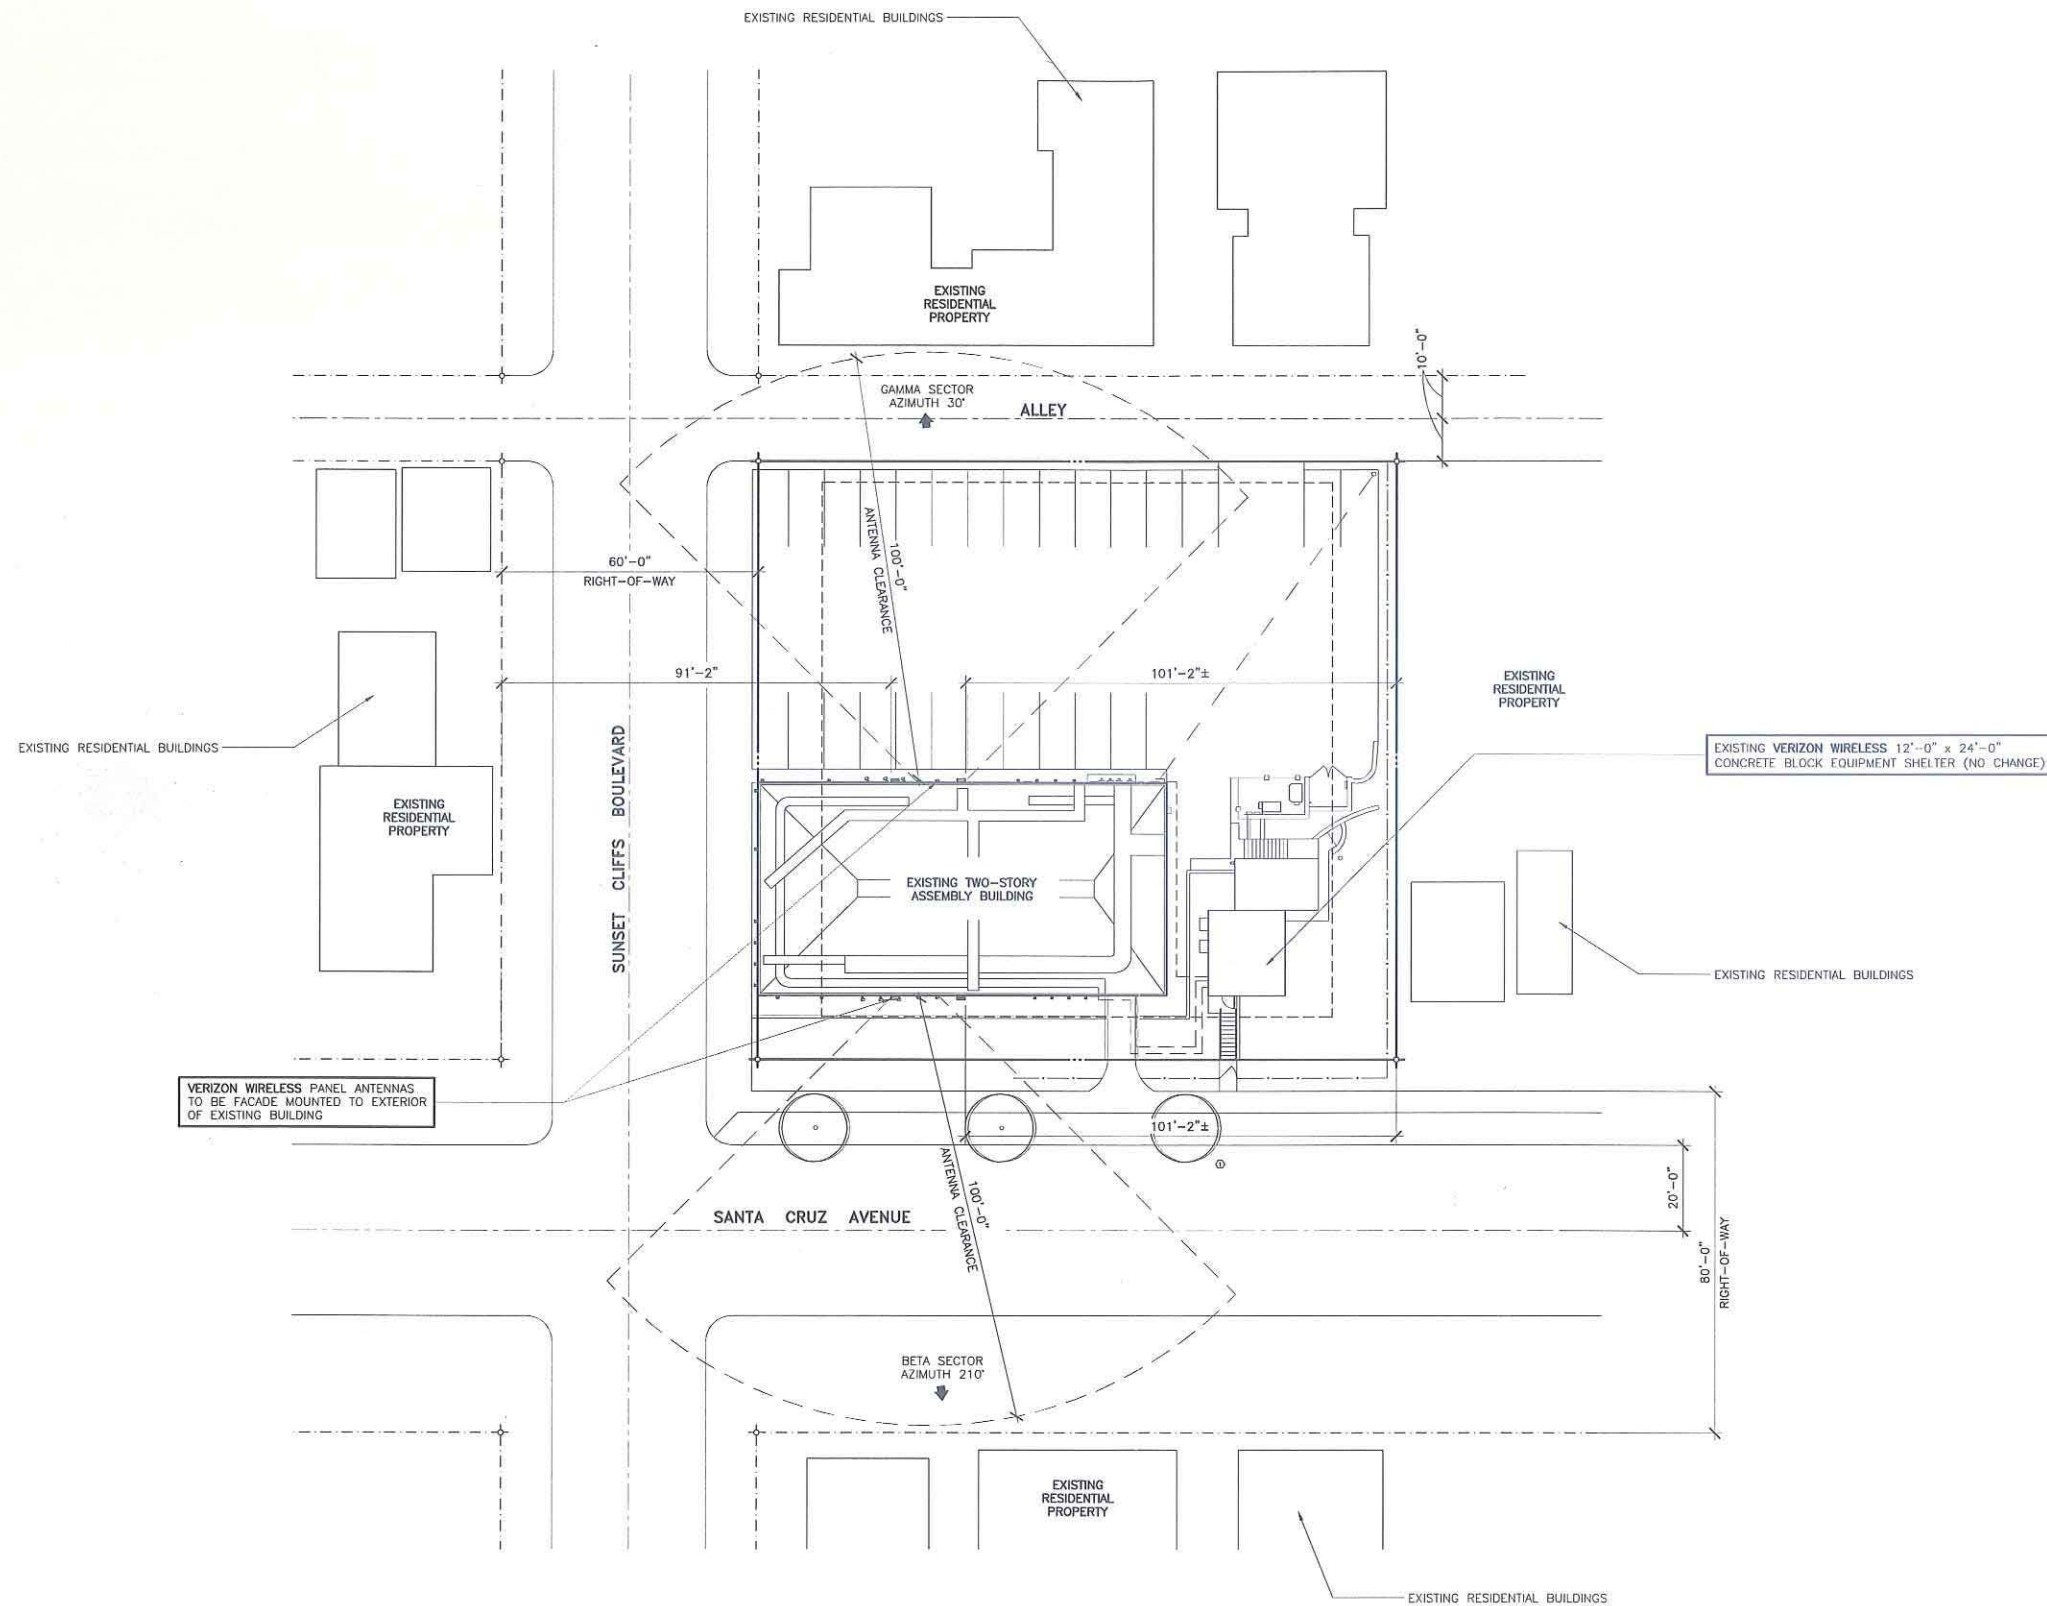 EXISTING RESIDENTIAL BUILDINGS
EXISTING
RESIDENTIAL
PROPERTY
10'-0"
GAMMA SECTOR
AZIMUTH 30°
ALLEY
60'-0"
RIGHT-OF-WAY
100'-0"
ANTENNA CLEARANCE
91'-2"
101'-2"±
EXISTING
RESIDENTIAL
PROPERTY
EXISTING RESIDENTIAL BUILDINGS
EXISTING VERIZON WIRELESS 12'-0" x 24'-0"
CONCRETE BLOCK EQUIPMENT SHELTER (NO CHANGE)
EXISTING
RESIDENTIAL
PROPERTY
SUNSET CLIFFS BOULEVARD
EXISTING TWO-STORY
ASSEMBLY BUILDING
EXISTING RESIDENTIAL BUILDINGS
VERIZON WIRELESS PANEL ANTENNAS
TO BE FACADE MOUNTED TO EXTERIOR
OF EXISTING BUILDING
101'-2"±
100'-0"
ANTENNA CLEARANCE
20'-0"
SANTA CRUZ AVENUE
80'-0"
RIGHT-OF-WAY
BETA SECTOR
AZIMUTH 210°
EXISTING
RESIDENTIAL
PROPERTY
EXISTING RESIDENTIAL BUILDINGS